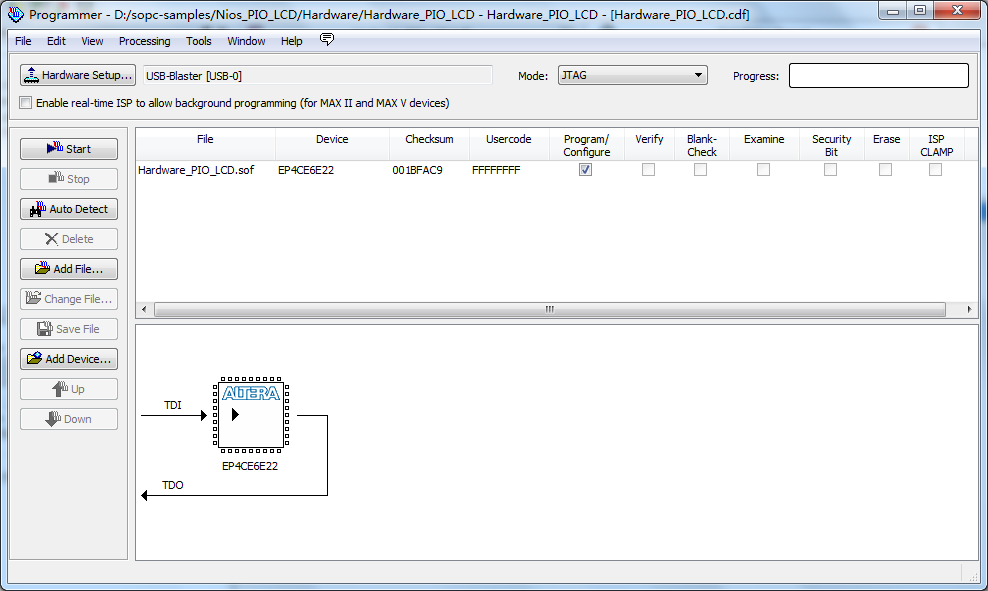 Programmer - D:/sopc-samples/Nios_PIO_LCD/Hardware/Hardware_PIO_LCD - Hardware_PIO_LCD - [Hardware_PIO_LCD.cdf]
File Edit View Processing Tools Window Help
Hardware Setup... USB-Blaster [USB-0] Mode: JTAG Progress:
Enable real-time ISP to allow background programming (for MAX II and MAX V devices)
Start
Stop
Auto Detect
Delete
Add File...
Change File...
Save File
Add Device...
Up
Down
File Device Checksum Usercode Program/ Verify Blank- Examine Security Erase ISP
Configure Check Bit CLAMP
Hardware_PIO_LCD.sof EP4CE6E22 001BFAC9 FFFFFFFF
ALTERA
TDI
EP4CE6E22
TDO